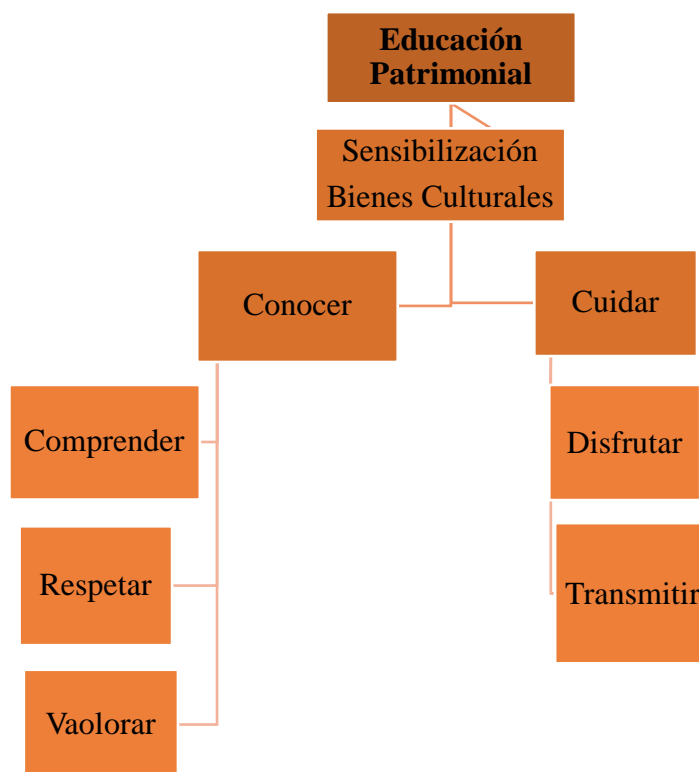 Educación
Patrimonial
Sensibilización
Bienes Culturales
Conocer
Cuidar
Comprender
Disfrutar
Respetar
Transmitir
Vaolorar